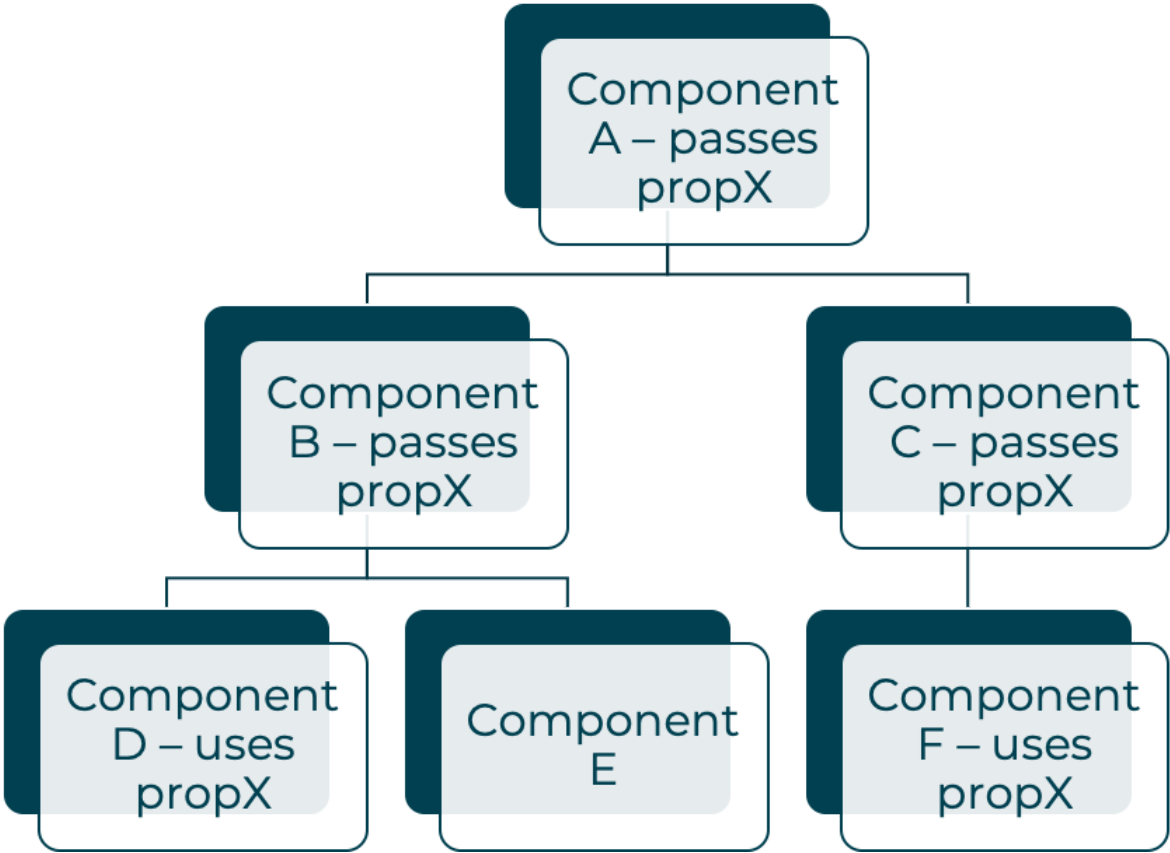 Component
A – passes
propX
Component
B – passes
propX
Component
C – passes
propX
Component
D – uses
propX
Component
E
Component
F – uses
propX